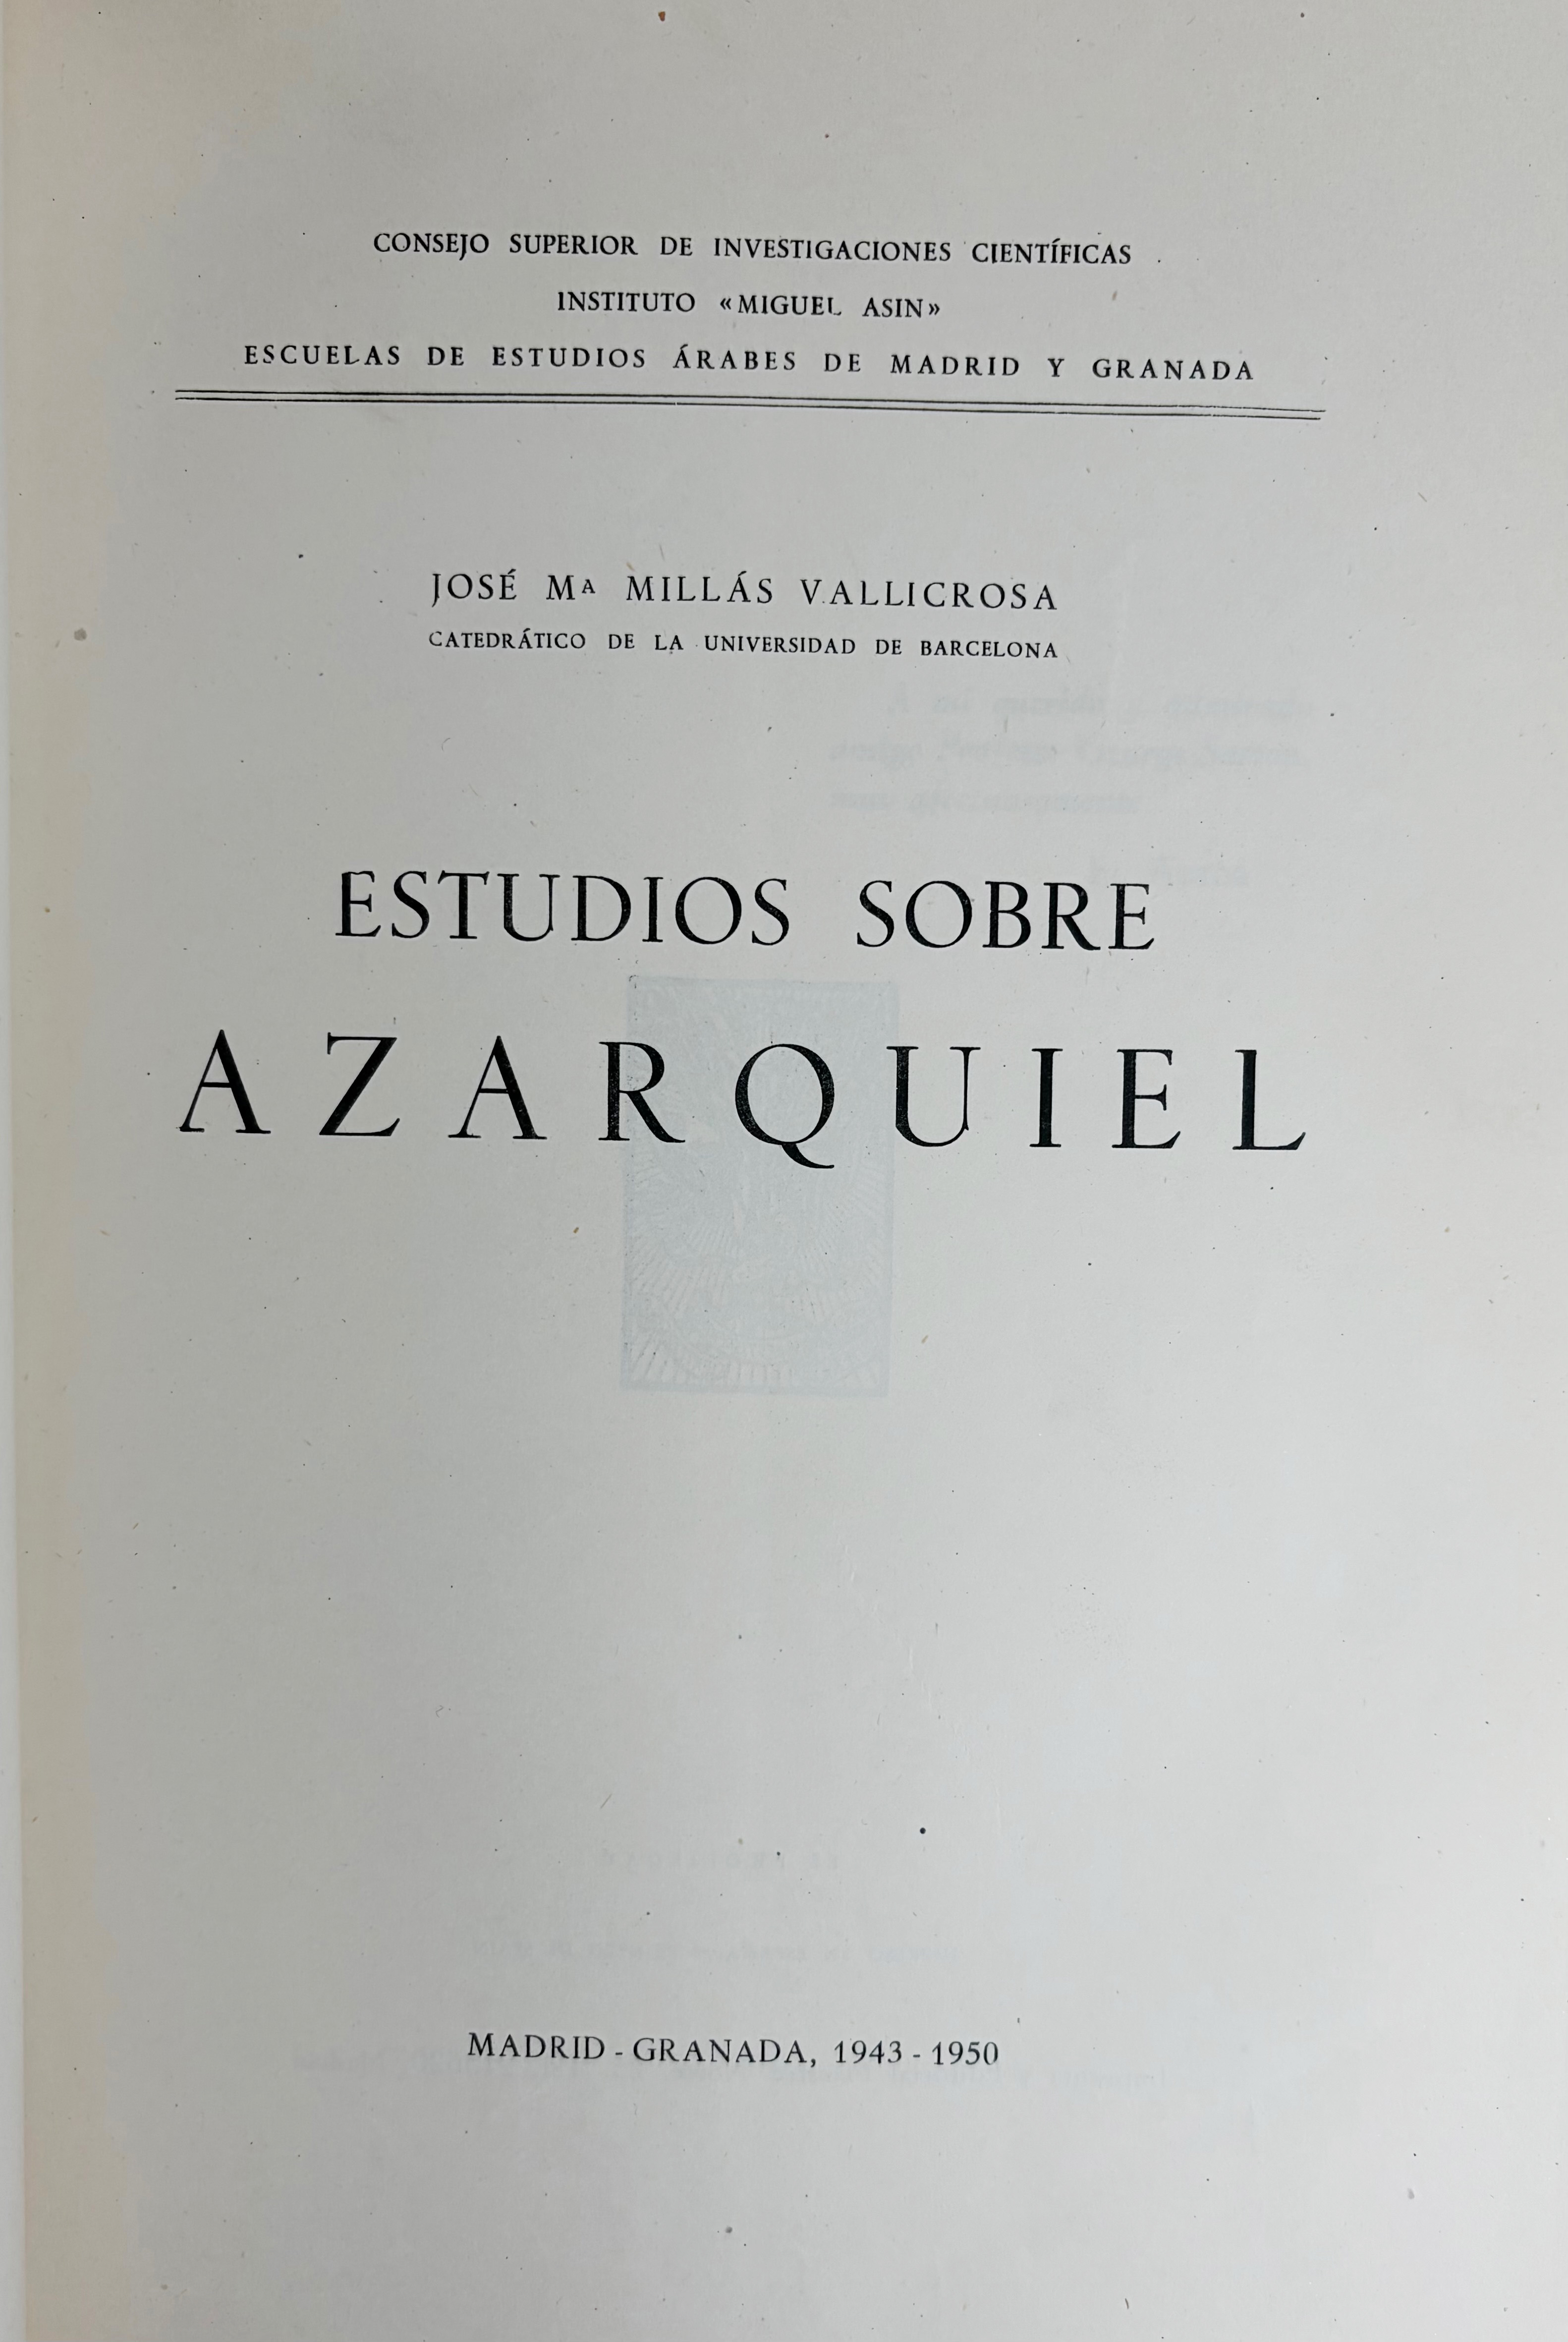 CONSEJO SUPERIOR DE INVESTIGACIONES CIENTÍFICAS
INSTITUTO «MIGUEL ASIN»
ESCUELAS DE ESTUDIOS ÁRABES DE MADRID Y GRANADA
JOSÉ Mᴬ MILLÁS VALLICROSA
CATEDRÁTICO DE LA UNIVERSIDAD DE BARCELONA
ESTUDIOS SOBRE
AZARQUIEL
MADRID - GRANADA, 1943 - 1950